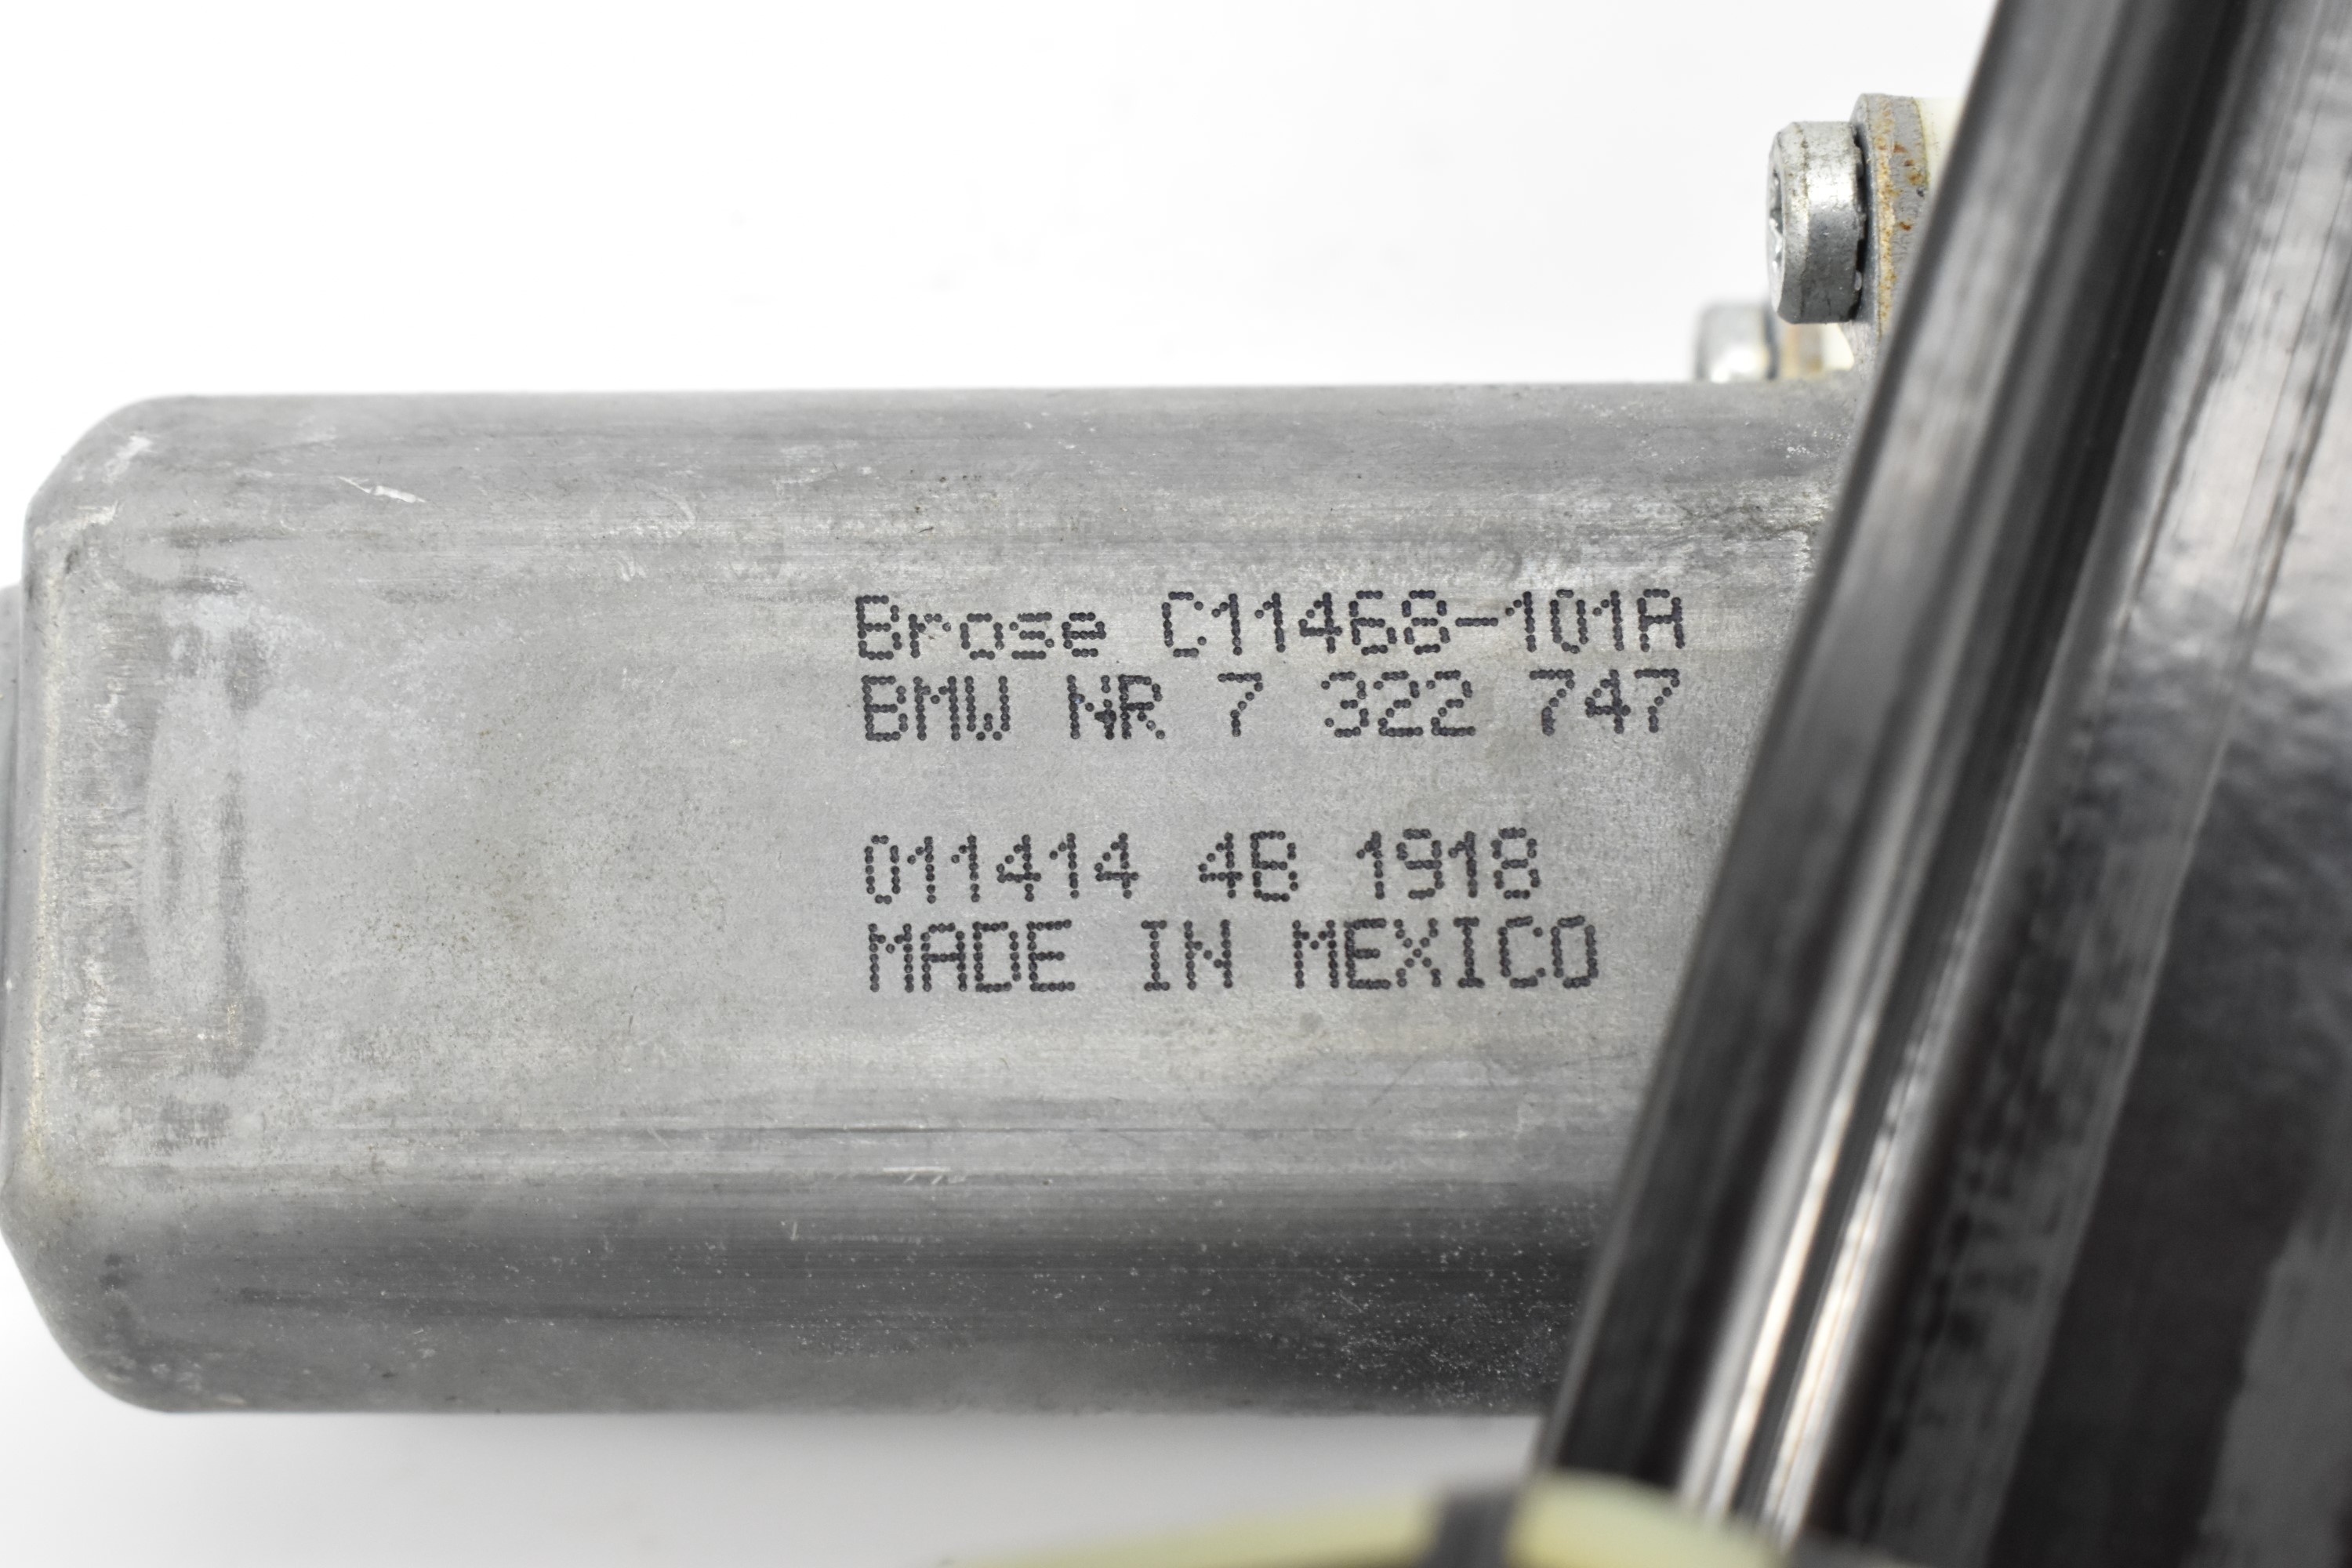 Brose C11468-101A
BMW NR 7 322 747
011414 4B 1918
MADE IN MEXICO